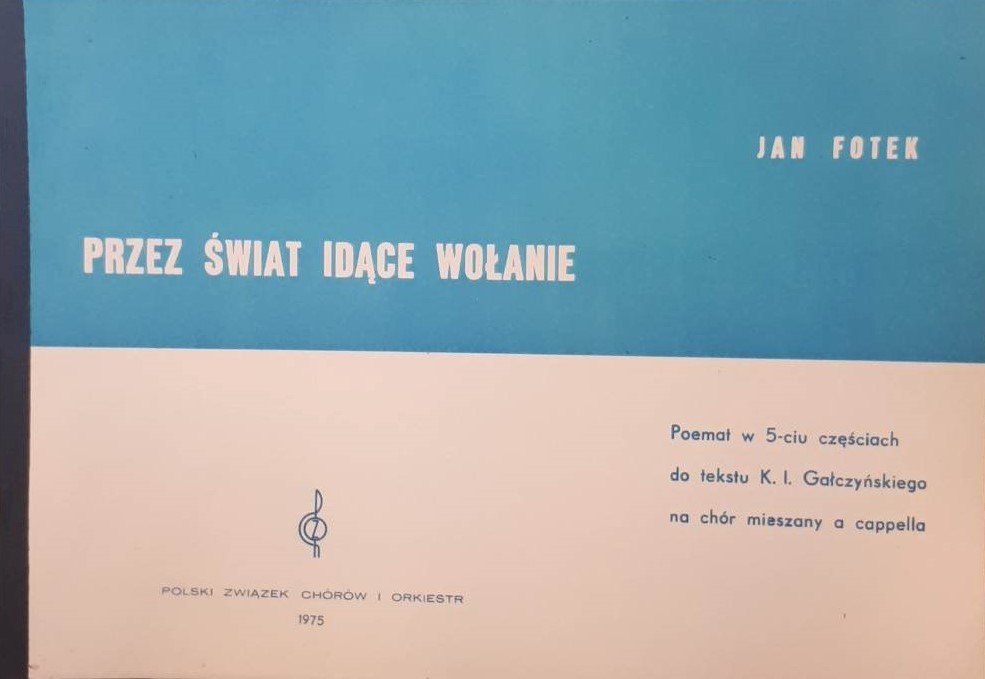 JAN FOTEK
PRZEZ ŚWIAT IDĄCE WOŁANIE
Poemat w 5-ciu częściach
do tekstu K. I. Gałczyńskiego
na chór mieszany a cappella
POLSKI ZWIĄZEK CHÓRÓW I ORKIESTR
1975